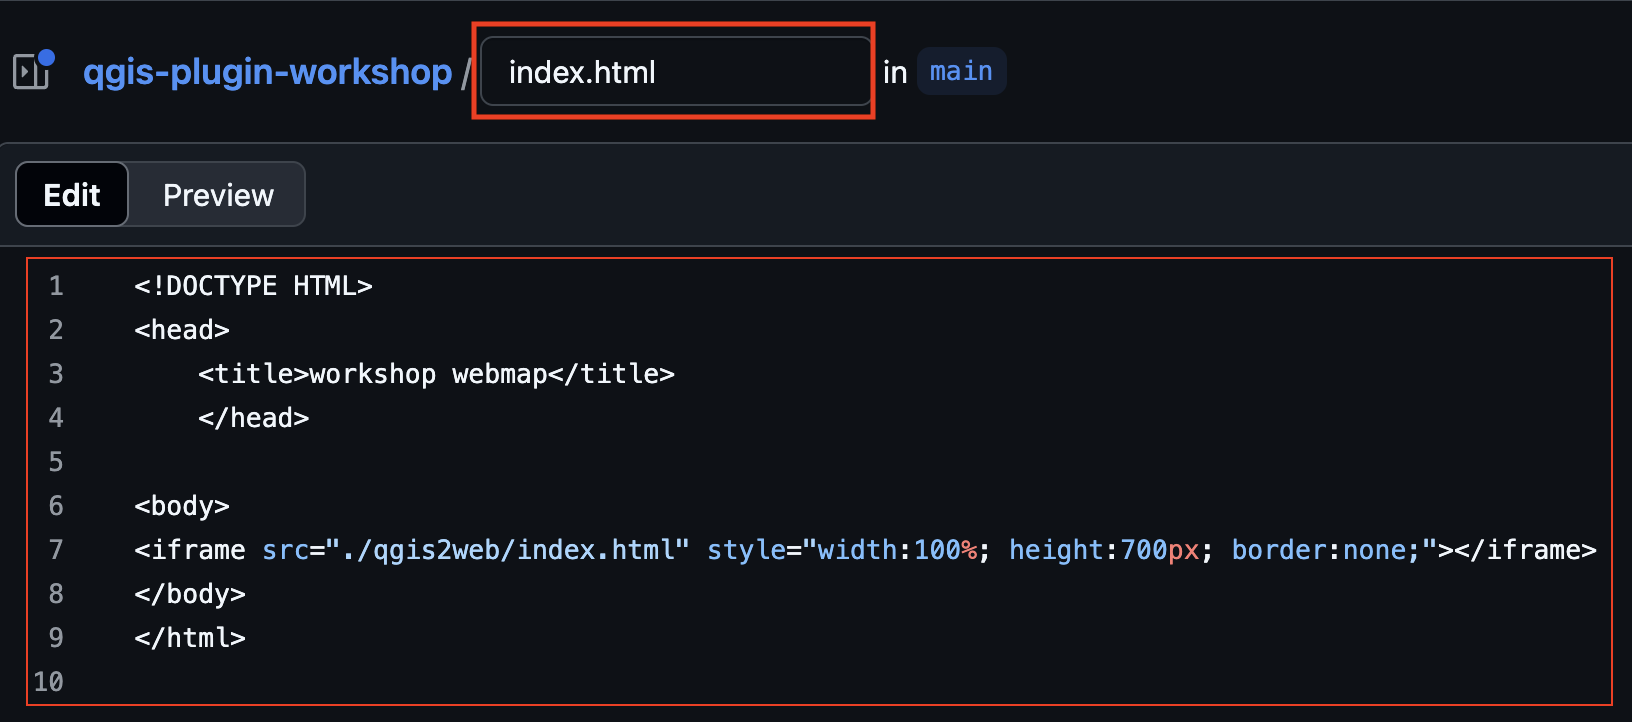 qgis-plugin-workshop / index.html in main
Edit Preview
1 <!DOCTYPE HTML>
2 <head>
3     <title>workshop webmap</title>
4     </head>
5
6 <body>
7 <iframe src="./qgis2web/index.html" style="width:100%; height:700px; border:none;"></iframe>
8 </body>
9 </html>
10